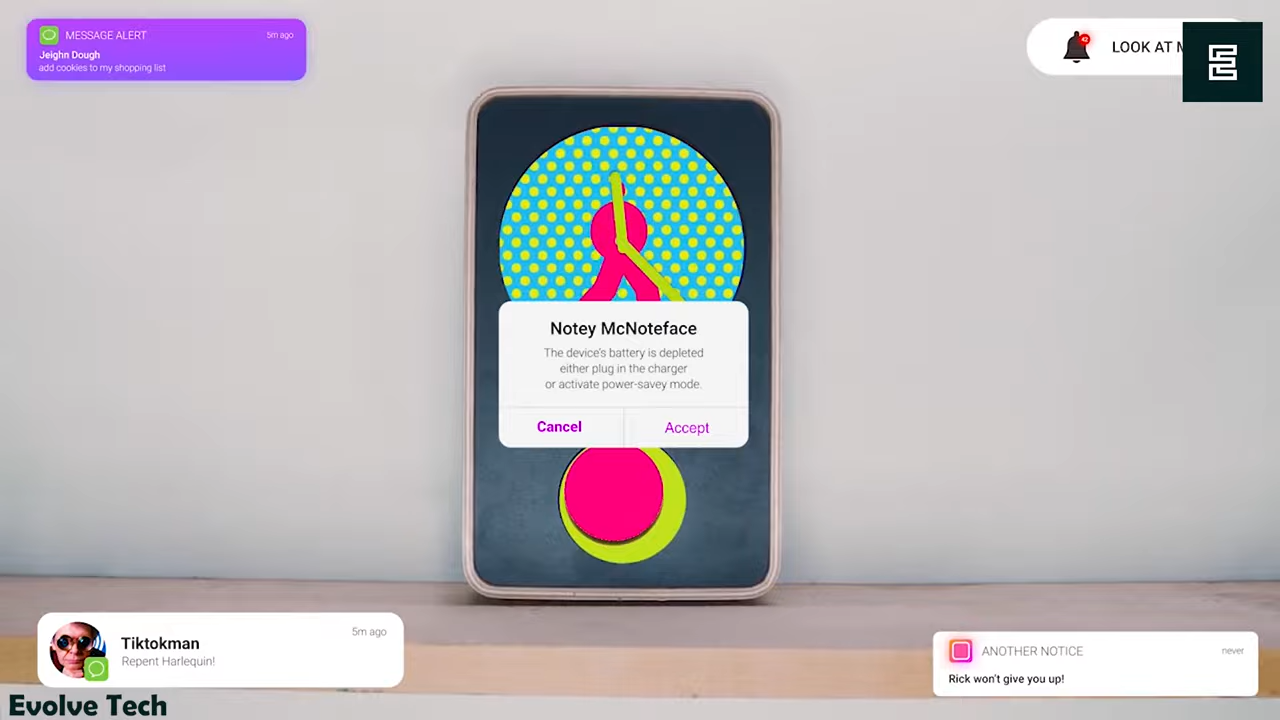 MESSAGE ALERT
5m ago
Jeighn Dough
add cookies to my shopping list
42
LOOK AT
Notey McNoteface
The device's battery is depleted
either plug in the charger
or activate power-savey mode.
Cancel
Accept
Tiktokman
5m ago
Repent Harlequin!
ANOTHER NOTICE
never
Rick won't give you up!
Evolve Tech